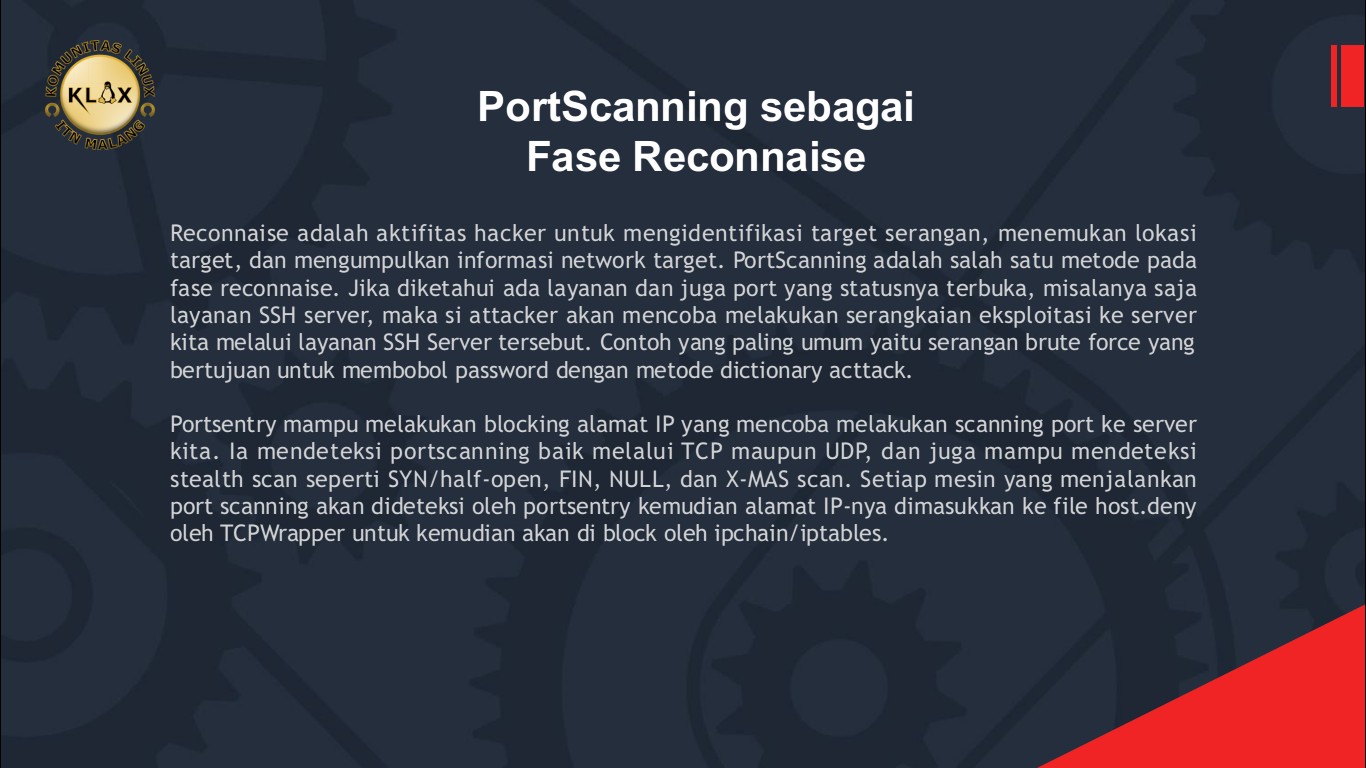 KOMUNITAS LINUX
KLAX
ITN MALANG
PortScanning sebagai
Fase Reconnaise
Reconnaise adalah aktifitas hacker untuk mengidentifikasi target serangan, menemukan lokasi
target, dan mengumpulkan informasi network target. PortScanning adalah salah satu metode pada
fase reconnaise. Jika diketahui ada layanan dan juga port yang statusnya terbuka, misalanya saja
layanan SSH server, maka si attacker akan mencoba melakukan serangkaian eksploitasi ke server
kita melalui layanan SSH Server tersebut. Contoh yang paling umum yaitu serangan brute force yang
bertujuan untuk membobol password dengan metode dictionary acttack.
Portsentry mampu melakukan blocking alamat IP yang mencoba melakukan scanning port ke server
kita. Ia mendeteksi portscanning baik melalui TCP maupun UDP, dan juga mampu mendeteksi
stealth scan seperti SYN/half-open, FIN, NULL, dan X-MAS scan. Setiap mesin yang menjalankan
port scanning akan dideteksi oleh portsentry kemudian alamat IP-nya dimasukkan ke file host.deny
oleh TCPWrapper untuk kemudian akan di block oleh ipchain/iptables.